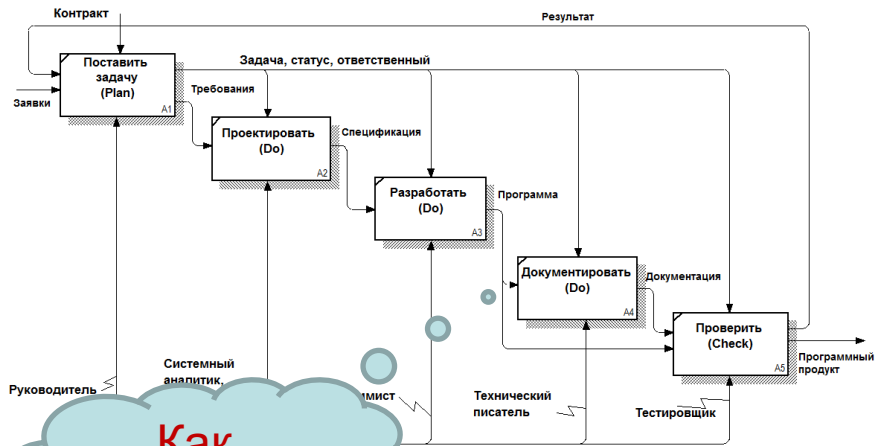 Контракт
Результат
Поставить
задачу
(Plan)
A1
Задача, статус, ответственный
Заявки
Требования
Проектировать
(Do)
A2
Спецификация
Разработать
(Do)
A3
Программа
Документировать
(Do)
A4
Документация
Проверить
(Check)
A5
Программный
продукт
Руководитель
Системный
аналитик,
Технический
писатель
Тестировщик
Как